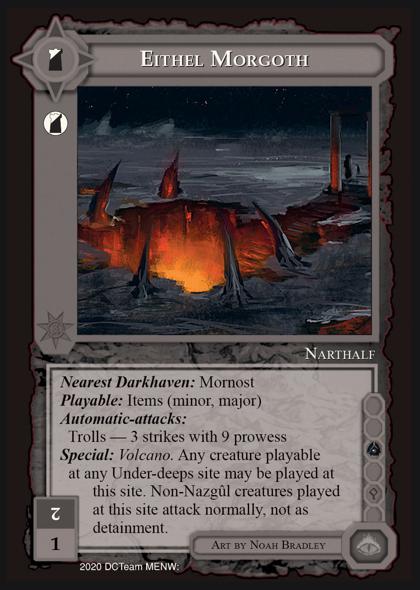 Eithel Morgoth
Narthalf
Nearest Darkhaven: Mornost
Playable: Items (minor, major)
Automatic-attacks:
Trolls — 3 strikes with 9 prowess
Special: Volcano. Any creature playable
at any Under-deeps site may be played at
this site. Non-Nazgûl creatures played
at this site attack normally, not as
detainment.
2
1
Art by Noah Bradley
2020 DCTeam MENW: